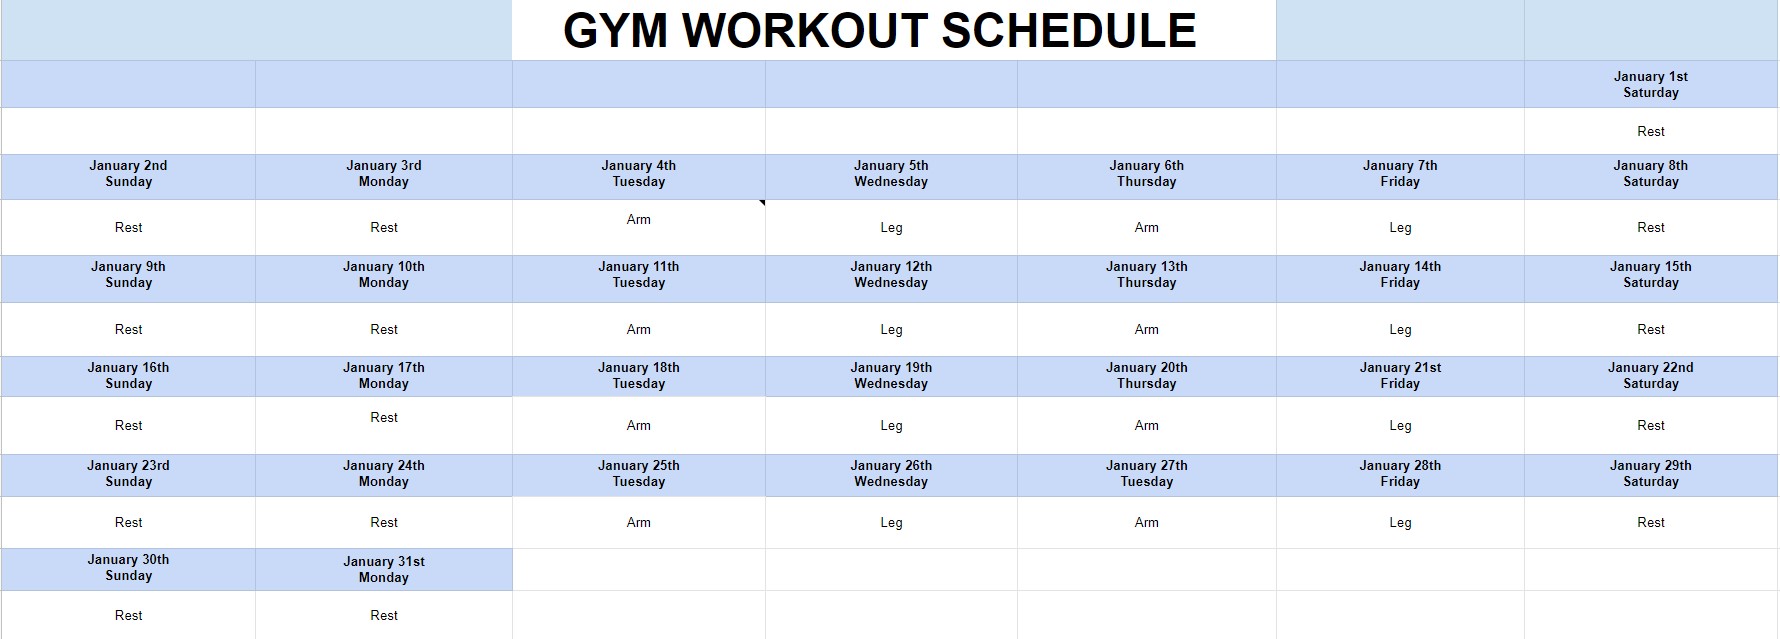 GYM WORKOUT SCHEDULE
January 1st
Saturday
Rest
January 2nd
Sunday
January 3rd
Monday
January 4th
Tuesday
January 5th
Wednesday
January 6th
Thursday
January 7th
Friday
January 8th
Saturday
Rest
Rest
Arm
Leg
Arm
Leg
Rest
January 9th
Sunday
January 10th
Monday
January 11th
Tuesday
January 12th
Wednesday
January 13th
Thursday
January 14th
Friday
January 15th
Saturday
Rest
Rest
Arm
Leg
Arm
Leg
Rest
January 16th
Sunday
January 17th
Monday
January 18th
Tuesday
January 19th
Wednesday
January 20th
Thursday
January 21st
Friday
January 22nd
Saturday
Rest
Rest
Arm
Leg
Arm
Leg
Rest
January 23rd
Sunday
January 24th
Monday
January 25th
Tuesday
January 26th
Wednesday
January 27th
Tuesday
January 28th
Friday
January 29th
Saturday
Rest
Rest
Arm
Leg
Arm
Leg
Rest
January 30th
Sunday
January 31st
Monday
Rest
Rest